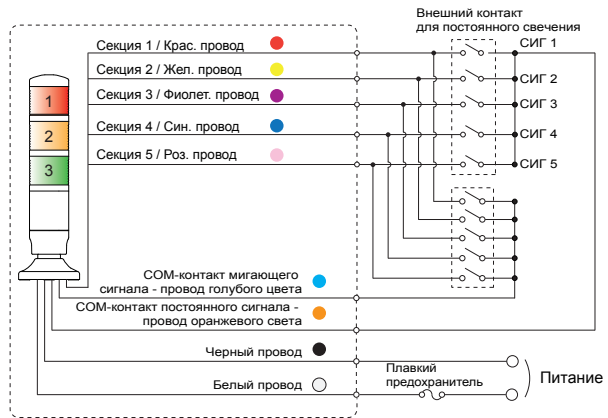 Внешний контакт
для постоянного свечения
Секция 1 / Крас. провод
СИГ 1
Секция 2 / Жел. провод
СИГ 2
Секция 3 / Фиолет. провод
СИГ 3
Секция 4 / Син. провод
СИГ 4
Секция 5 / Роз. провод
СИГ 5
1
2
3
COM-контакт мигающего
сигнала - провод голубого цвета
COM-контакт постоянного сигнала -
провод оранжевого света
Черный провод
Плавкий
предохранитель
Питание
Белый провод